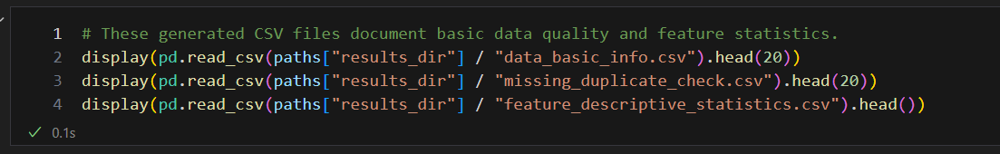 1 # These generated CSV files document basic data quality and feature statistics.
2 display(pd.read_csv(paths["results_dir"] / "data_basic_info.csv").head(20))
3 display(pd.read_csv(paths["results_dir"] / "missing_duplicate_check.csv").head(20))
4 display(pd.read_csv(paths["results_dir"] / "feature_descriptive_statistics.csv").head())
0.1s